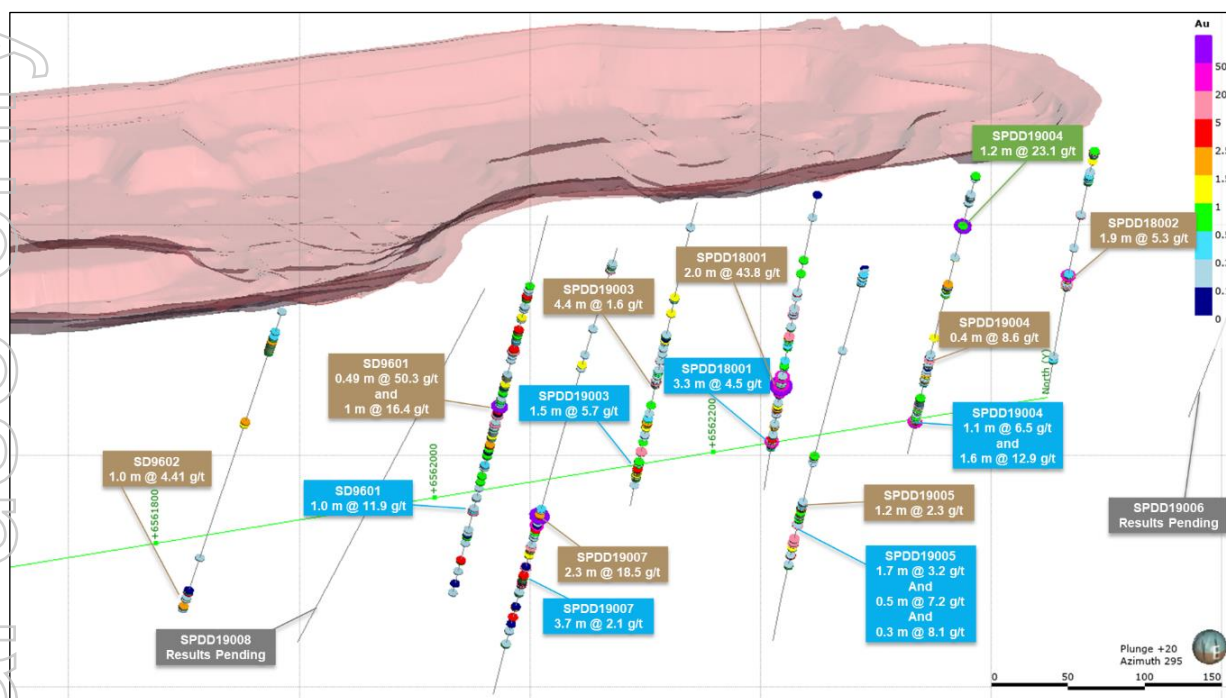 Au
50
20
5
2.5
1.5
1
0
SPDD19004
1.2 m @ 23.1 g/t
SPDD18002
1.9 m @ 5.3 g/t
SPDD18001
2.0 m @ 43.8 g/t
SPDD19003
4.4 m @ 1.6 g/t
SPDD19004
0.4 m @ 8.6 g/t
SD9601
0.49 m @ 50.3 g/t
and
1 m @ 16.4 g/t
SPDD18001
3.3 m @ 4.5 g/t
SPDD19003
1.5 m @ 5.7 g/t
North (Y)
SPDD19004
1.1 m @ 6.5 g/t
and
1.6 m @ 12.9 g/t
+6562200
+6562000
+6561800
SD9602
1.0 m @ 4.41 g/t
SD9601
1.0 m @ 11.9 g/t
SPDD19005
1.2 m @ 2.3 g/t
SPDD19006
Results Pending
SPDD19007
2.3 m @ 18.5 g/t
SPDD19005
1.7 m @ 3.2 g/t
And
0.5 m @ 7.2 g/t
And
0.3 m @ 8.1 g/t
SPDD19007
3.7 m @ 2.1 g/t
SPDD19008
Results Pending
Plunge +20
Azimuth 295
E
0 50 100 150